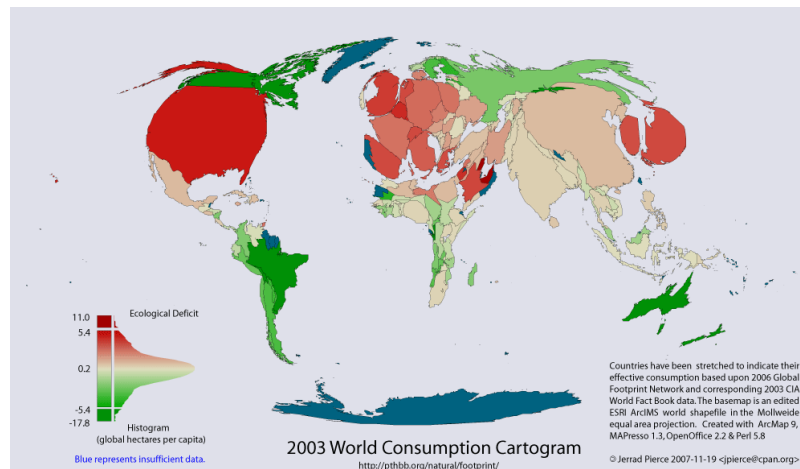 Ecological Deficit
11.0
5.4
0.2
-5.4
-17.8
Histogram
(global hectares per capita)
Blue represents insufficient data.
2003 World Consumption Cartogram
http://pthbb.org/natural/footprint/
Countries have been stretched to indicate their
effective consumption based upon 2006 Global
Footprint Network and corresponding 2003 CIA
World Fact Book data. The basemap is an edited
ESRI ArcIMS world shapefile in the Mollweide
equal area projection. Created with ArcMap 9,
MAPresso 1.3, OpenOffice 2.2 & Perl 5.8
© Jerrad Pierce 2007-11-19 <jpierce@cpan.org>